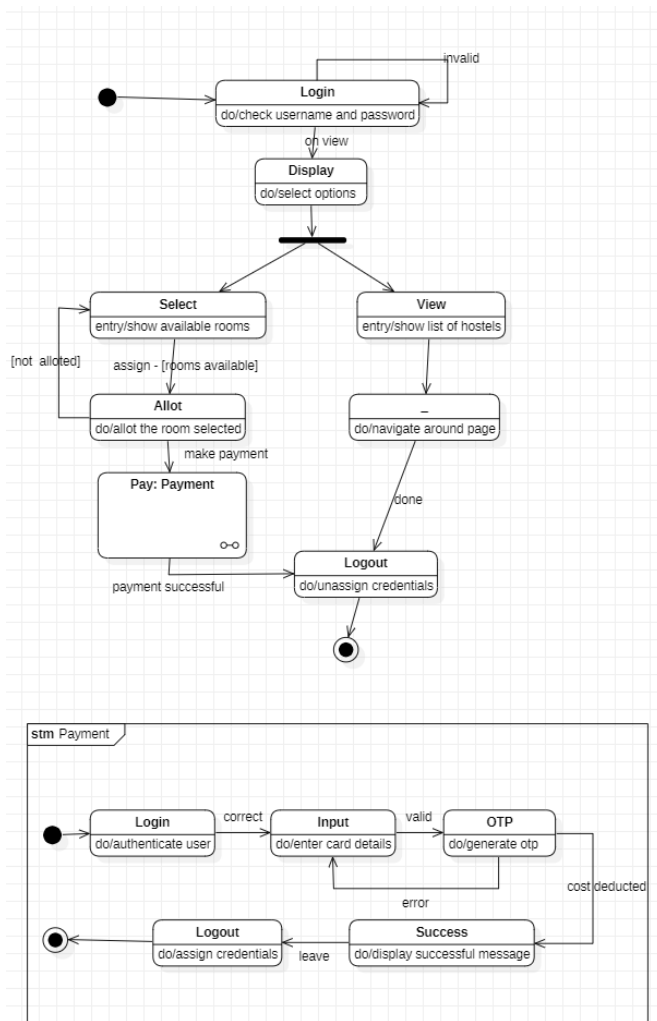 invalid
Login
do/check username and password
on view
Display
do/select options
Select
entry/show available rooms
View
entry/show list of hostels
[not  alloted]
assign - [rooms available]
Allot
do/allot the room selected
_
do/navigate around page
make payment
Pay: Payment
done
Logout
do/unassign credentials
payment successful
stm Payment
Login
do/authenticate user
correct
Input
do/enter card details
valid
OTP
do/generate otp
error
cost deducted
Logout
do/assign credentials
leave
Success
do/display successful message